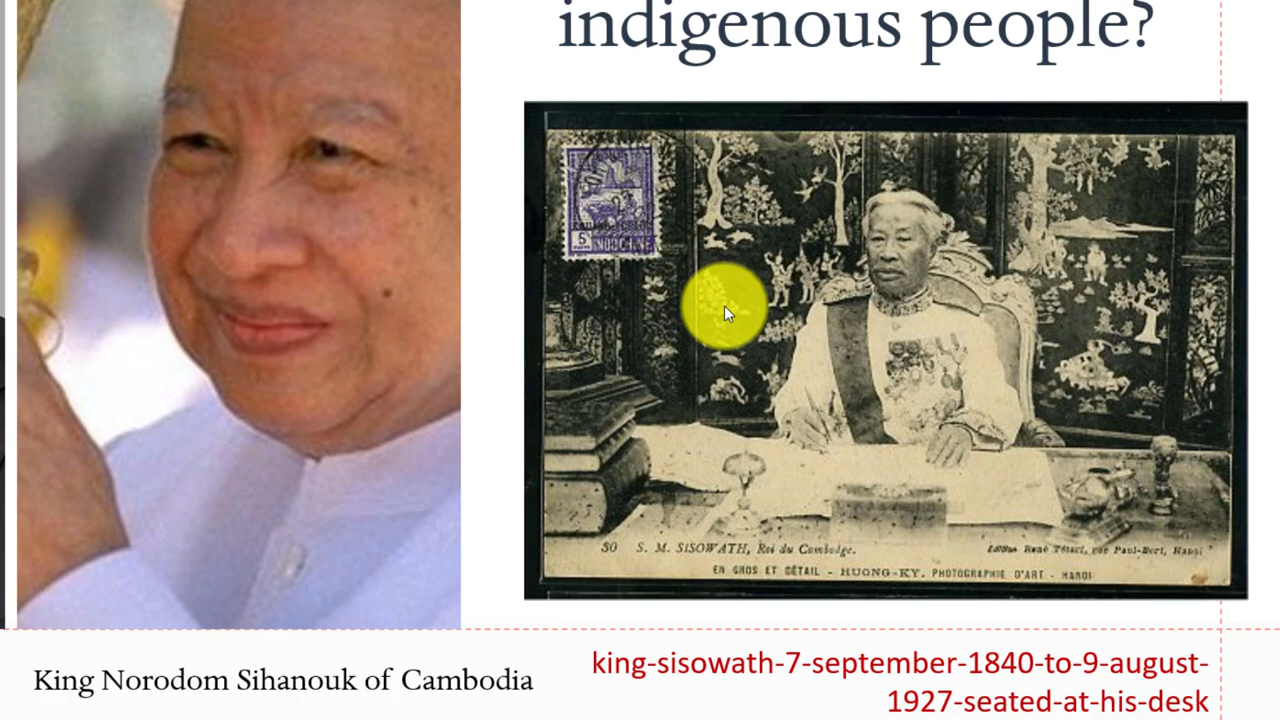 indigenous people?
5
INDOCHINE
30 S. M. SISOWATH, Roi du Cambodge.
Edition René Tétart, rue Paul-Bert, Hanoi
EN GROS ET DÉTAIL - HUONG-KY, PHOTOGRAPHIE D'ART - HANOI
King Norodom Sihanouk of Cambodia
king-sisowath-7-september-1840-to-9-august-
1927-seated-at-his-desk